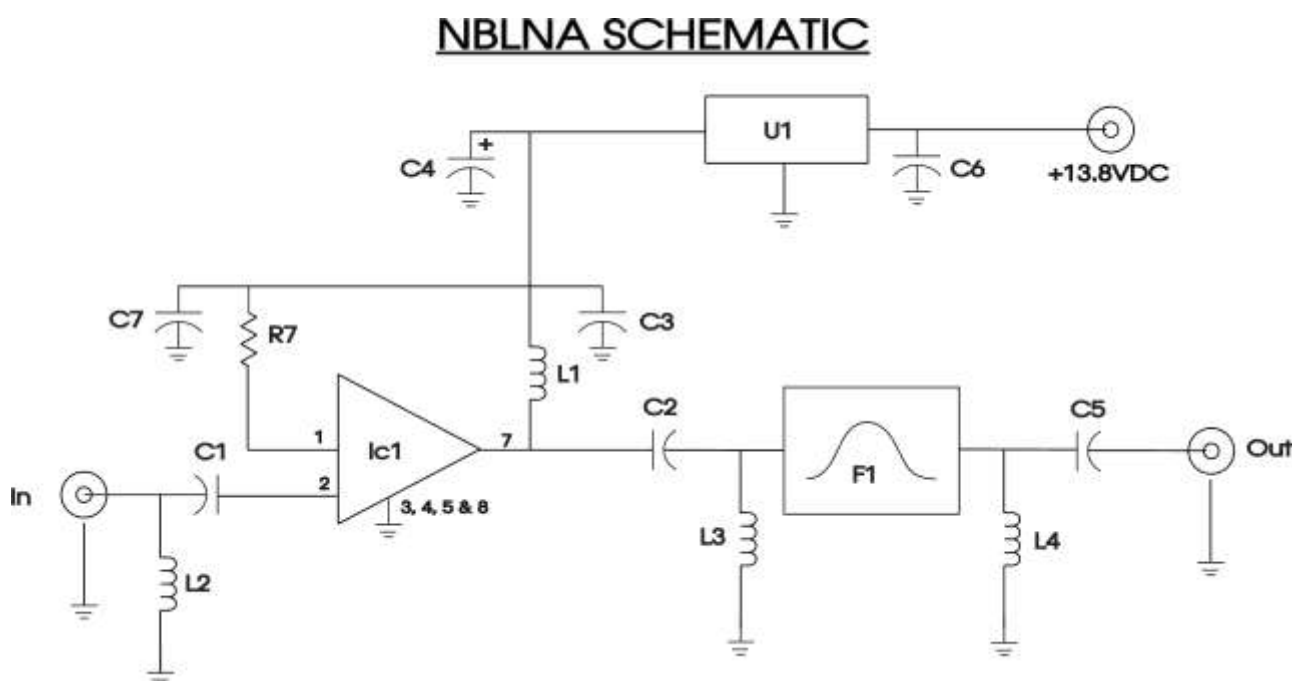 NBLNA SCHEMATIC
U1
+
C4
C6
+13.8VDC
C7
R7
C3
L1
C2
C5
1
Ic1
7
C1
2
F1
Out
In
3, 4, 5 & 8
L3
L4
L2